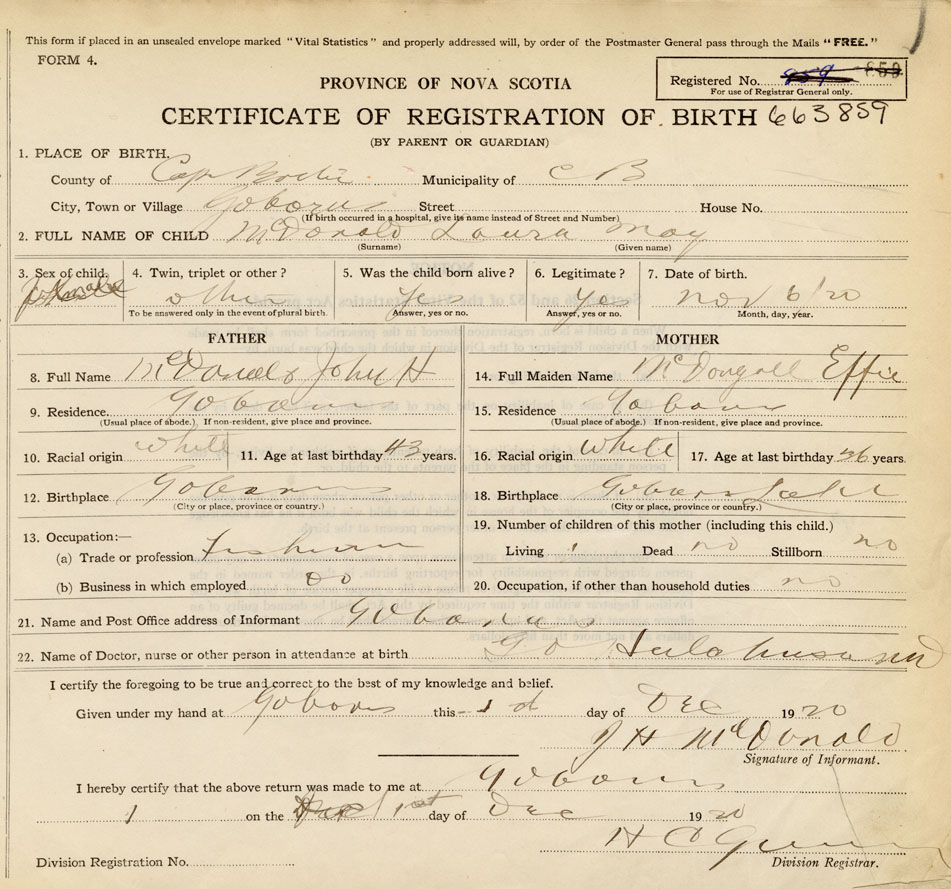 This form if placed in an unsealed envelope marked "Vital Statistics" and properly addressed will, by order of the Postmaster General pass through the Mails "FREE."
FORM 4.
Registered No. 859 859
For use of Registrar General only.
PROVINCE OF NOVA SCOTIA
CERTIFICATE OF REGISTRATION OF BIRTH 663859
(BY PARENT OR GUARDIAN)
1. PLACE OF BIRTH.
County of Cape Breton Municipality of C B
City, Town or Village Gobarus Street House No.
(If birth occurred in a hospital, give its name instead of Street and Number)
2. FULL NAME OF CHILD McDonald Laura May
(Surname) (Given name)
3. Sex of child. 4. Twin, triplet or other? 5. Was the child born alive? 6. Legitimate? 7. Date of birth.
other Yes Yes Nov 6/20
To be answered only in the event of plural birth. Answer, yes or no. Answer, yes or no. Month, day, year.
FATHER MOTHER
8. Full Name McDonald John H 14. Full Maiden Name McDougall Effie
9. Residence. Gobarus 15. Residence Gobarus
(Usual place of abode.) If non-resident, give place and province. (Usual place of abode.) If non-resident, give place and province.
10. Racial origin White 11. Age at last birthday 43 years. 16. Racial origin White 17. Age at last birthday 36 years.
12. Birthplace Gobarus 18. Birthplace Gobarus Lake
(City or place, province or country.) (City or place, province or country.)
13. Occupation:— 19. Number of children of this mother (including this child.)
(a) Trade or profession Fisherman Living 1 Dead no Stillborn no
(b) Business in which employed Do 20. Occupation, if other than household duties no
21. Name and Post Office address of Informant Gobarus
22. Name of Doctor, nurse or other person in attendance at birth
I certify the foregoing to be true and correct to the best of my knowledge and belief.
Given under my hand at Gobarus this 1 d day of Dec 1920
J H McDonald
Signature of Informant.
I hereby certify that the above return was made to me at Gobarus
1 on the 1st day of Dec 1920
H C
Division Registration No. Division Registrar.